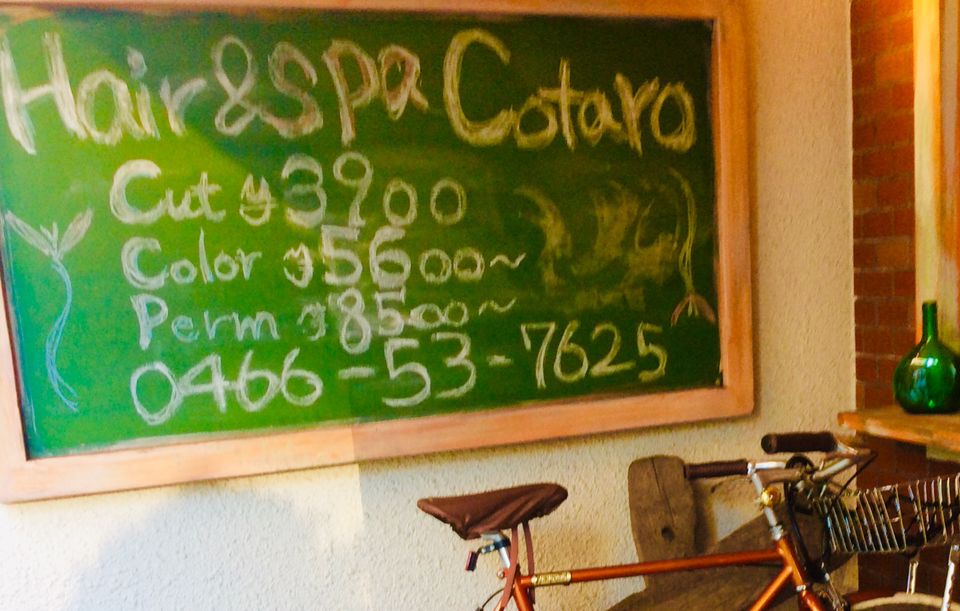 Hair & Spa Cotaro
Cut ¥3900
Color ¥5600~
Perm ¥8500~
0466-53-7625